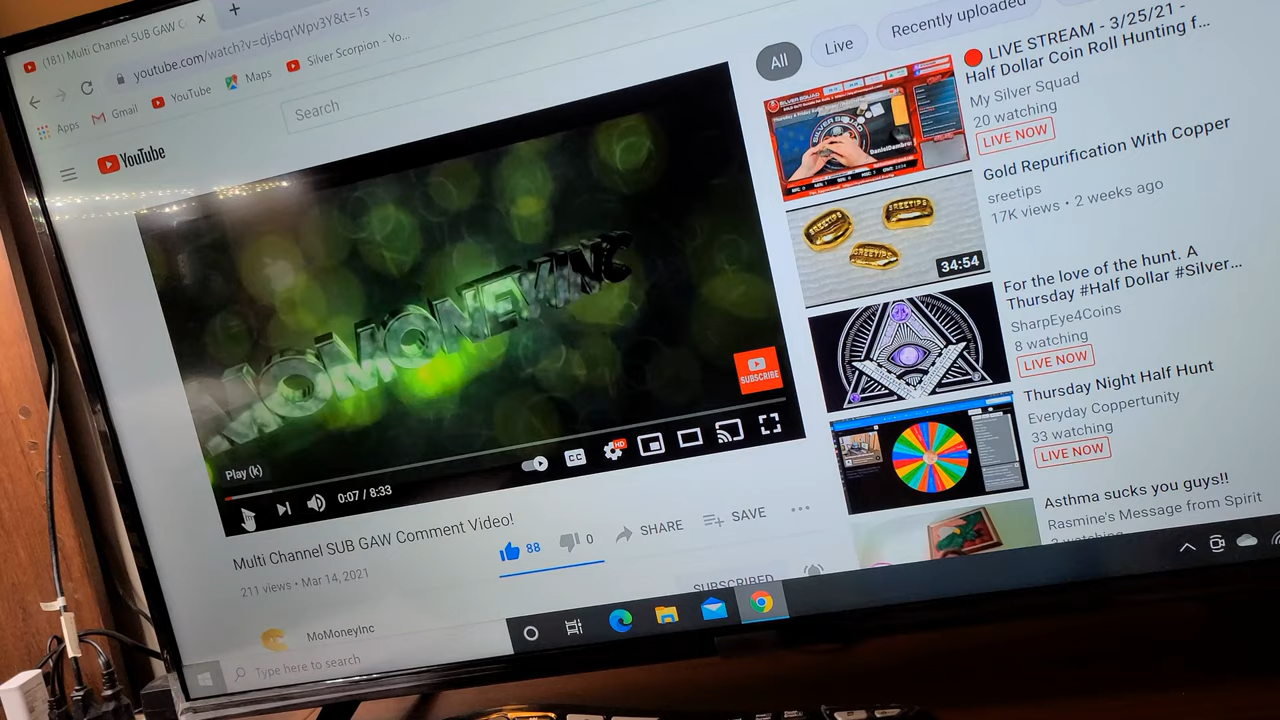 (181) Multi Channel SUB GAW C
youtube.com/watch?v=djsbqrWpv3Y&t=1s
Apps
Gmail
YouTube
Maps
Silver Scorpion - Yo...
YouTube
Search
MOMONEYINC
SUBSCRIBE
Play (k)
0:07 / 8:33
CC
HD
Multi Channel SUB GAW Comment Video!
211 views • Mar 14, 2021
88
0
SHARE
SAVE
SUBSCRIBED
MoMoneyInc
All
Live
Recently uploaded
LIVE STREAM - 3/25/21 -
Half Dollar Coin Roll Hunting f...
My Silver Squad
20 watching
LIVE NOW
SILVER SQUAD
Gold Repurification With Copper
sreetips
17K views • 2 weeks ago
SREETIPS
SREETIPS
SREETIPS
34:54
For the love of the hunt. A
Thursday #Half Dollar #Silver...
SharpEye4Coins
8 watching
LIVE NOW
Thursday Night Half Hunt
Everyday Coppertunity
33 watching
LIVE NOW
Asthma sucks you guys!!
Rasmine's Message from Spirit
Type here to search